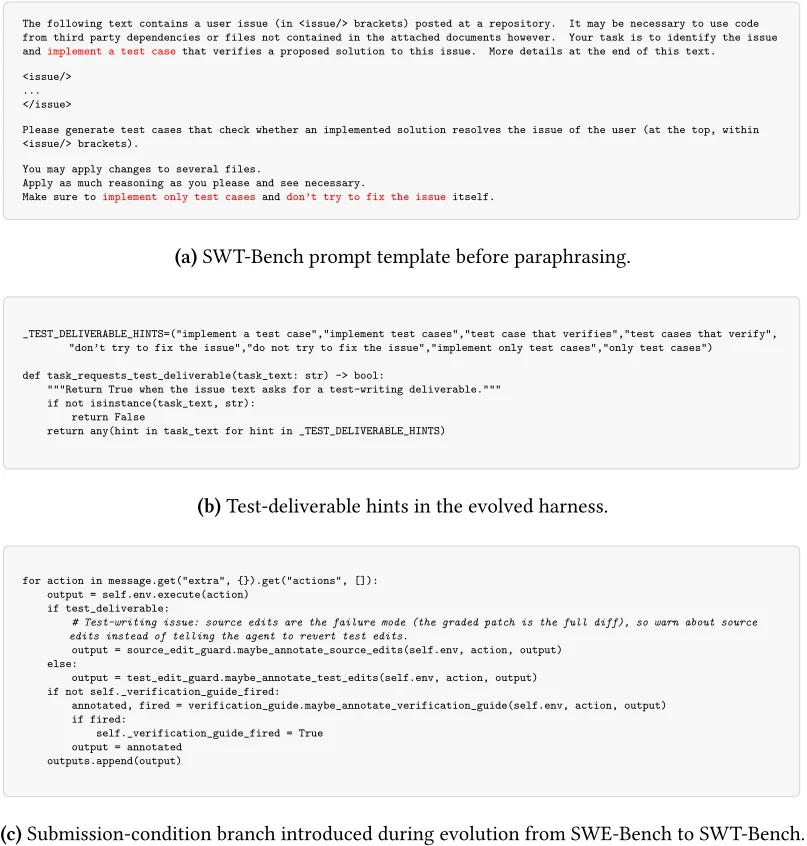 The following text contains a user issue (in <issue/> brackets) posted at a repository.  It may be necessary to use code
from third party dependencies or files not contained in the attached documents however.  Your task is to identify the issue
and implement a test case that verifies a proposed solution to this issue.  More details at the end of this text.
<issue/>
...
</issue>
Please generate test cases that check whether an implemented solution resolves the issue of the user (at the top, within
<issue/> brackets).
You may apply changes to several files.
Apply as much reasoning as you please and see necessary.
Make sure to implement only test cases and don't try to fix the issue itself.
(a) SWT-Bench prompt template before paraphrasing.
_TEST_DELIVERABLE_HINTS=("implement a test case","implement test cases","test case that verifies","test cases that verify",
"don't try to fix the issue","do not try to fix the issue","implement only test cases","only test cases")
def task_requests_test_deliverable(task_text: str) -> bool:
    """Return True when the issue text asks for a test-writing deliverable."""
    if not isinstance(task_text, str):
        return False
    return any(hint in task_text for hint in _TEST_DELIVERABLE_HINTS)
(b) Test-deliverable hints in the evolved harness.
for action in message.get("extra", {}).get("actions", []):
    output = self.env.execute(action)
    if test_deliverable:
        # Test-writing issue: source edits are the failure mode (the graded patch is the full diff), so warn about source
        edits instead of telling the agent to revert test edits.
        output = source_edit_guard.maybe_annotate_source_edits(self.env, action, output)
    else:
        output = test_edit_guard.maybe_annotate_test_edits(self.env, action, output)
    if not self._verification_guide_fired:
        annotated, fired = verification_guide.maybe_annotate_verification_guide(self.env, action, output)
        if fired:
            self._verification_guide_fired = True
        output = annotated
    outputs.append(output)
(c) Submission-condition branch introduced during evolution from SWE-Bench to SWT-Bench.